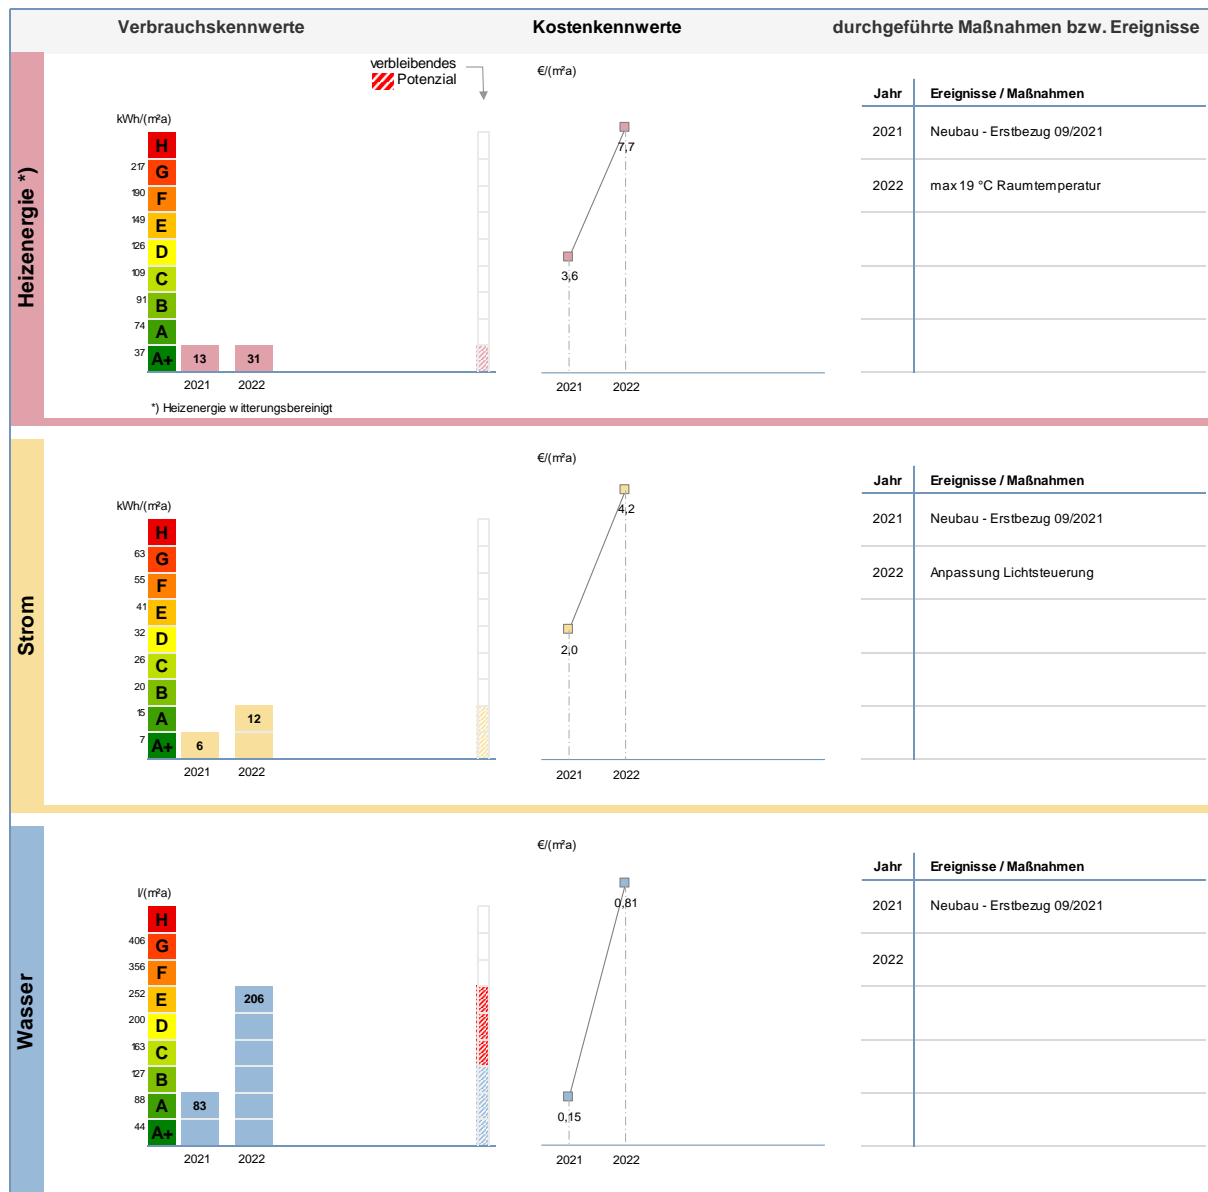 Verbrauchskennwerte Kostenkennwerte durchgeführte Maßnahmen bzw. Ereignisse
Heizenergie *)
verbleibendes
Potenzial
kWh/(m²a)
H
217
G
190
F
149
E
126
D
109
C
91
B
74
A
37
A+ 13 31
2021 2022
*) Heizenergie witterungsbereinigt
€/(m²a)
7,7
3,6
2021 2022
Jahr Ereignisse / Maßnahmen
2021 Neubau - Erstbezug 09/2021
2022 max 19 °C Raumtemperatur
Strom
kWh/(m²a)
H
63
G
55
F
41
E
32
D
26
C
20
B
15
A 12
7
A+ 6
2021 2022
€/(m²a)
4,2
2,0
2021 2022
Jahr Ereignisse / Maßnahmen
2021 Neubau - Erstbezug 09/2021
2022 Anpassung Lichtsteuerung
Wasser
l/(m²a)
H
406
G
356
F
252
E 206
200
D
163
C
127
B
88
A 83
44
A+
2021 2022
€/(m²a)
0,81
0,15
2021 2022
Jahr Ereignisse / Maßnahmen
2021 Neubau - Erstbezug 09/2021
2022